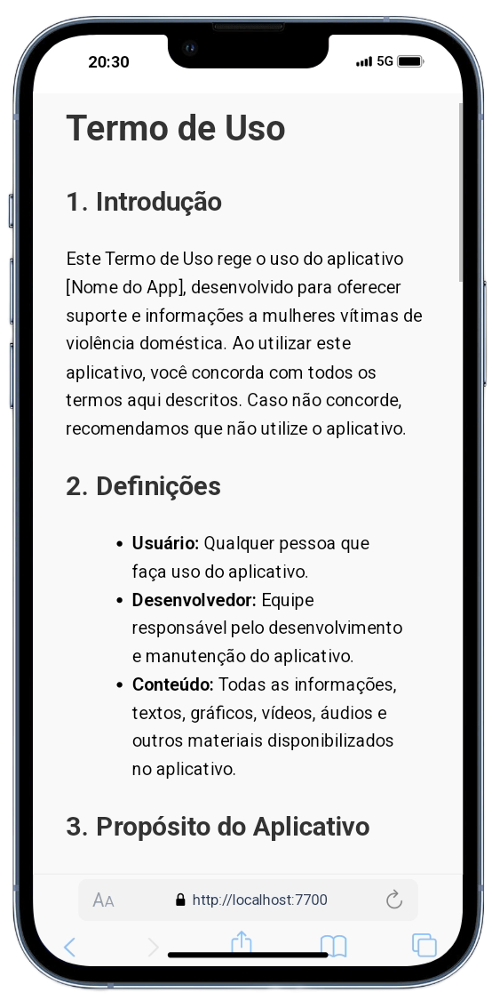 20:30
5G
Termo de Uso
1. Introdução
Este Termo de Uso rege o uso do aplicativo
[Nome do App], desenvolvido para oferecer
suporte e informações a mulheres vítimas de
violência doméstica. Ao utilizar este
aplicativo, você concorda com todos os
termos aqui descritos. Caso não concorde,
recomendamos que não utilize o aplicativo.
2. Definições
• Usuário: Qualquer pessoa que
faça uso do aplicativo.
• Desenvolvedor: Equipe
responsável pelo desenvolvimento
e manutenção do aplicativo.
• Conteúdo: Todas as informações,
textos, gráficos, vídeos, áudios e
outros materiais disponibilizados
no aplicativo.
3. Propósito do Aplicativo
AA http://localhost:7700